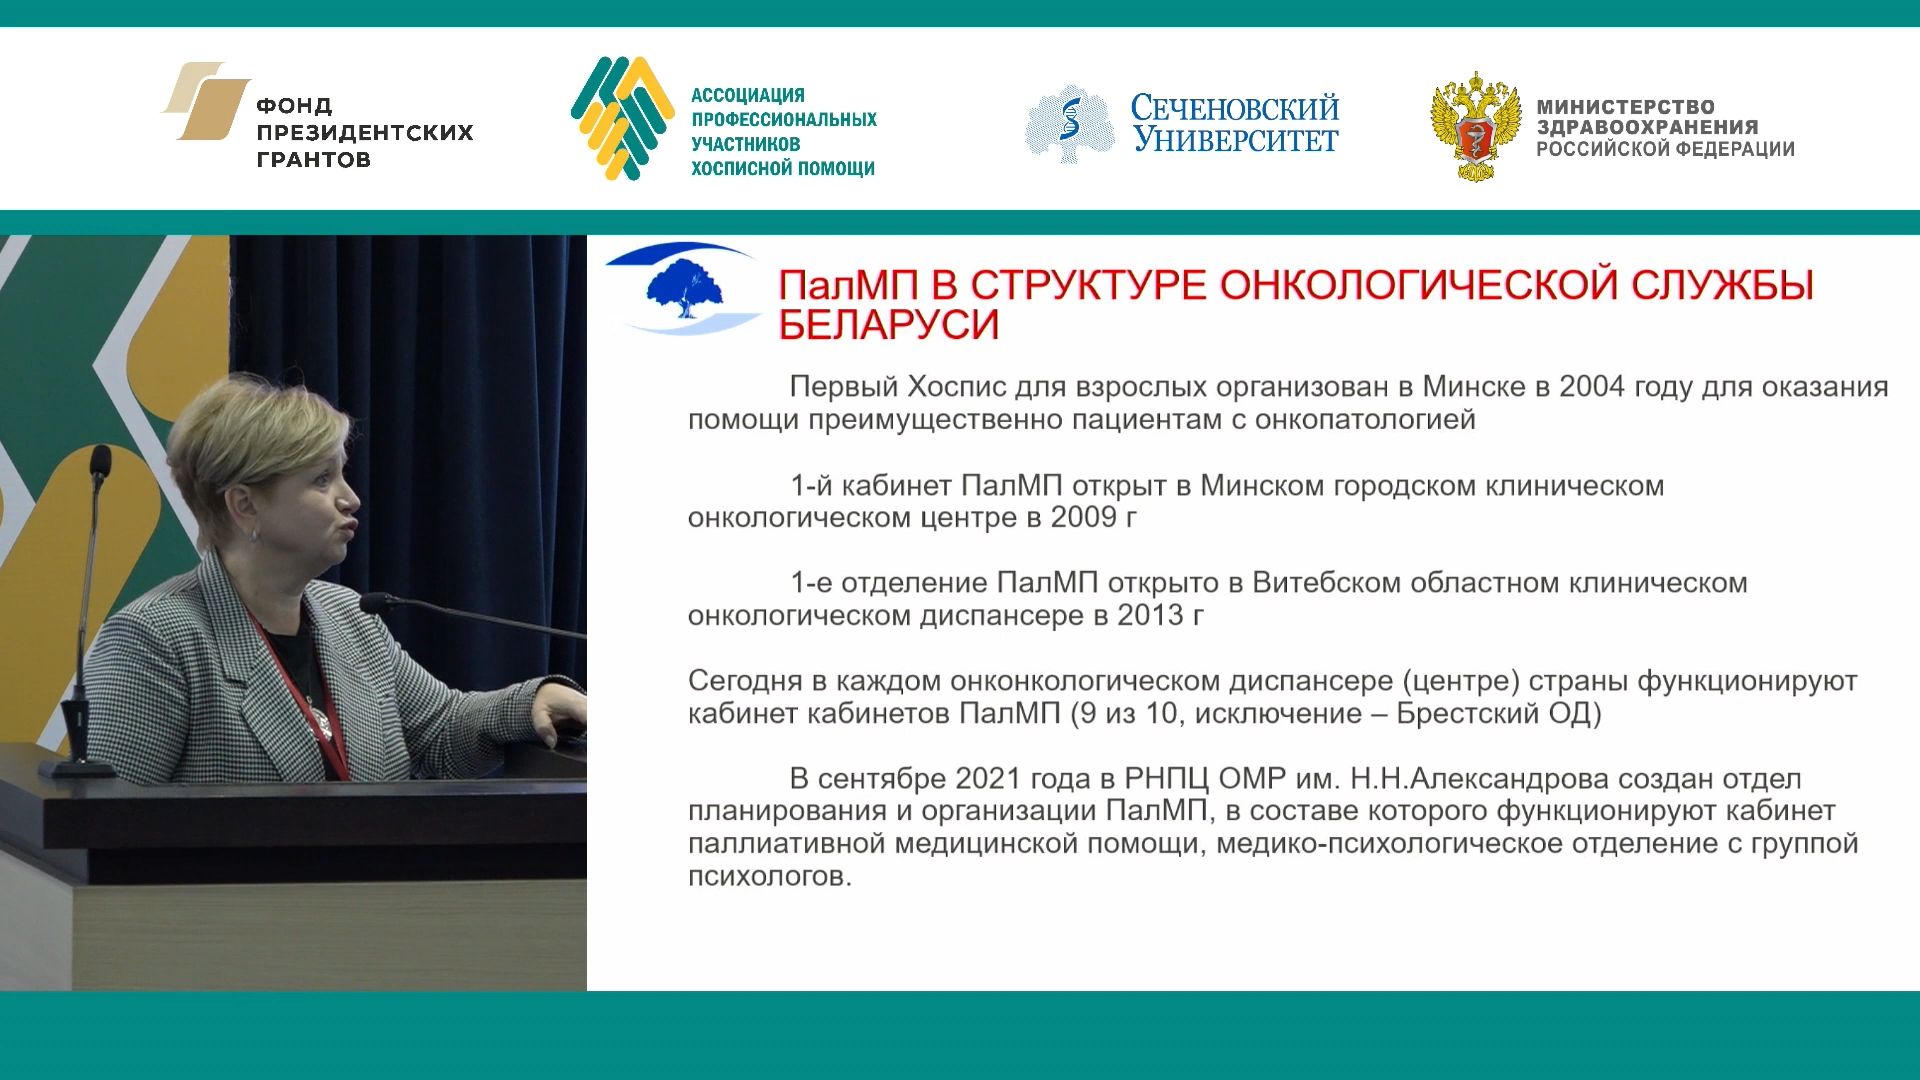 ФОНД
ПРЕЗИДЕНТСКИХ
ГРАНТОВ
АССОЦИАЦИЯ
ПРОФЕССИОНАЛЬНЫХ
УЧАСТНИКОВ
ХОСПИСНОЙ ПОМОЩИ
СЕЧЕНОВСКИЙ
УНИВЕРСИТЕТ
МИНИСТЕРСТВО
ЗДРАВООХРАНЕНИЯ
РОССИЙСКОЙ ФЕДЕРАЦИИ
ПалМП В СТРУКТУРЕ ОНКОЛОГИЧЕСКОЙ СЛУЖБЫ
БЕЛАРУСИ
Первый Хоспис для взрослых организован в Минске в 2004 году для оказания
помощи преимущественно пациентам с онкопатологией
1-й кабинет ПалМП открыт в Минском городском клиническом
онкологическом центре в 2009 г
1-е отделение ПалМП открыто в Витебском областном клиническом
онкологическом диспансере в 2013 г
Сегодня в каждом онконкологическом диспансере (центре) страны функционируют
кабинет кабинетов ПалМП (9 из 10, исключение – Брестский ОД)
В сентябре 2021 года в РНПЦ ОМР им. Н.Н.Александрова создан отдел
планирования и организации ПалМП, в составе которого функционируют кабинет
паллиативной медицинской помощи, медико-психологическое отделение с группой
психологов.